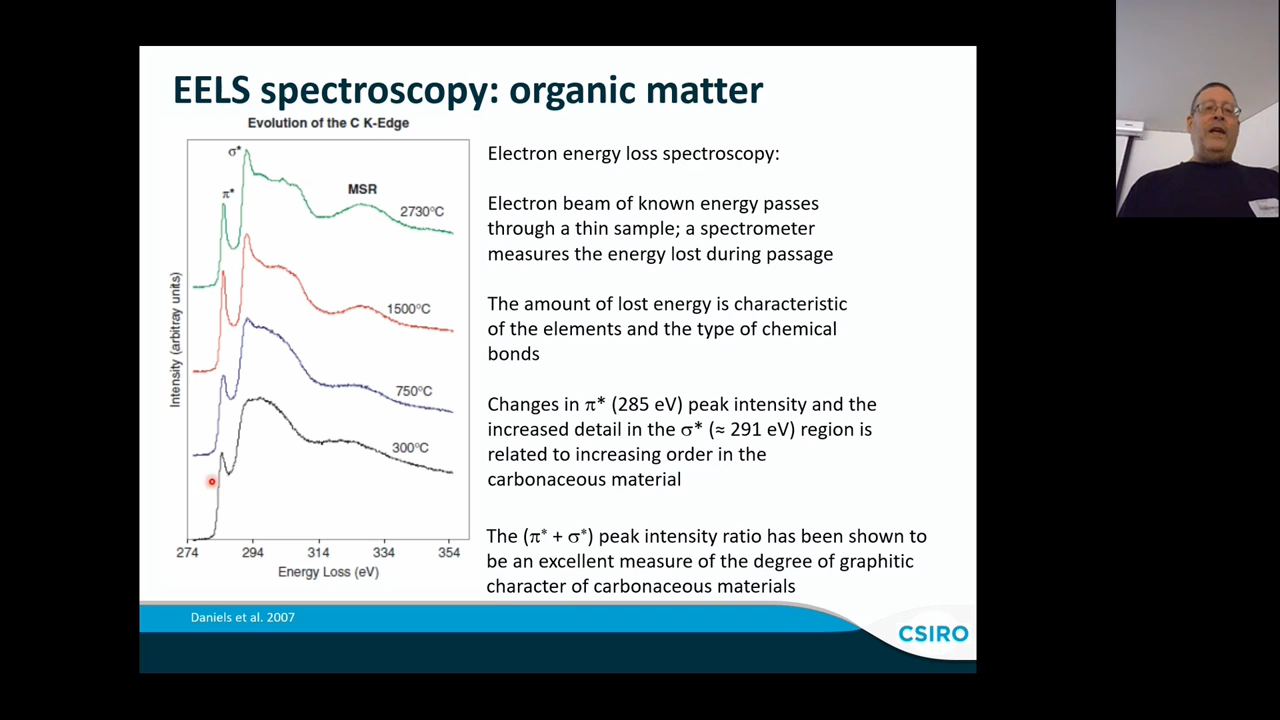 EELS spectroscopy: organic matter
Evolution of the C K-Edge
σ*
π*
MSR
2730°C
1500°C
750°C
300°C
Intensity (arbitray units)
274 294 314 334 354
Energy Loss (eV)
Electron energy loss spectroscopy:
Electron beam of known energy passes
through a thin sample; a spectrometer
measures the energy lost during passage
The amount of lost energy is characteristic
of the elements and the type of chemical
bonds
Changes in π* (285 eV) peak intensity and the
increased detail in the σ* (≈ 291 eV) region is
related to increasing order in the
carbonaceous material
The (π* + σ*) peak intensity ratio has been shown to
be an excellent measure of the degree of graphitic
character of carbonaceous materials
Daniels et al. 2007
CSIRO